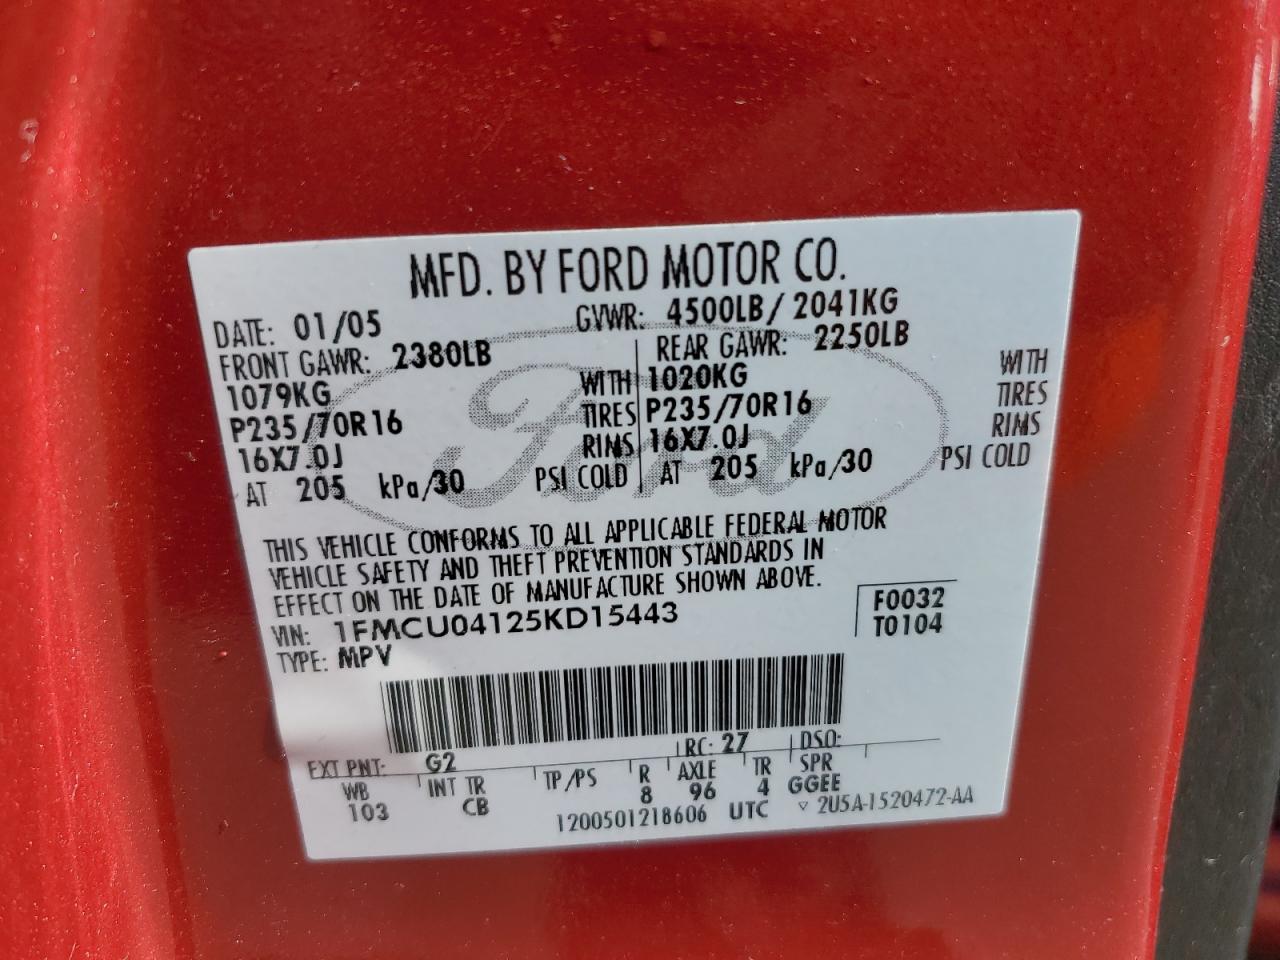 MFD. BY FORD MOTOR CO.
DATE: 01/05 GVWR: 4500LB / 2041KG
FRONT GAWR: 2380LB REAR GAWR: 2250LB
1079KG WITH 1020KG WITH
P235/70R16 TIRES P235/70R16 TIRES
16X7.0J RIMS 16X7.0J RIMS
AT 205 kPa/30 PSI COLD AT 205 kPa/30 PSI COLD
Ford
THIS VEHICLE CONFORMS TO ALL APPLICABLE FEDERAL MOTOR
VEHICLE SAFETY AND THEFT PREVENTION STANDARDS IN
EFFECT ON THE DATE OF MANUFACTURE SHOWN ABOVE.
VIN: 1FMCU04125KD15443 F0032
TYPE: MPV T0104
EXT PNT: G2 RC: 27 DSO:
WB INT TR TP/PS R AXLE TR SPR
103 CB 8 96 4 GGEE
1200501218606 UTC ▽ 2U5A-1520472-AA